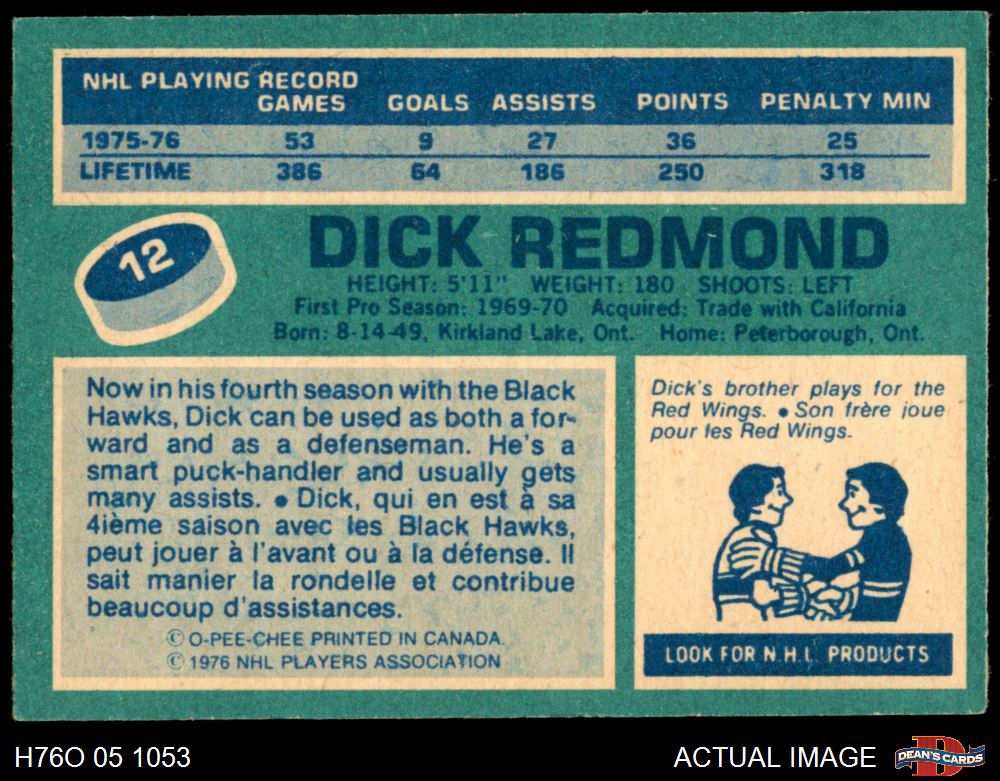 NHL PLAYING RECORD
GAMES GOALS ASSISTS POINTS PENALTY MIN
1975-76 53 9 27 36 25
LIFETIME 386 64 186 250 318
12
DICK REDMOND
HEIGHT: 5'11" WEIGHT: 180 SHOOTS: LEFT
First Pro Season: 1969-70 Acquired: Trade with California
Born: 8-14-49, Kirkland Lake, Ont. Home: Peterborough, Ont.
Now in his fourth season with the Black
Hawks, Dick can be used as both a for-
ward and as a defenseman. He's a
smart puck-handler and usually gets
many assists. • Dick, qui en est à sa
4ième saison avec les Black Hawks,
peut jouer à l'avant ou à la défense. Il
sait manier la rondelle et contribue
beaucoup d'assistances.
© O-PEE-CHEE PRINTED IN CANADA.
© 1976 NHL PLAYERS ASSOCIATION
Dick's brother plays for the
Red Wings. • Son frère joue
pour les Red Wings.
LOOK FOR N.H.L. PRODUCTS
H76O 05 1053
ACTUAL IMAGE
D
DEAN'S CARDS